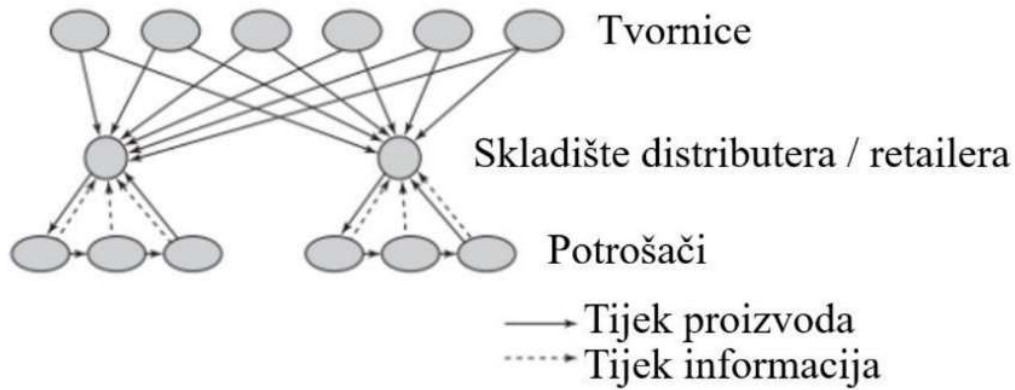 Tvornice
Skladište distributera / retailera
Potrošači
Tijek proizvoda
Tijek informacija